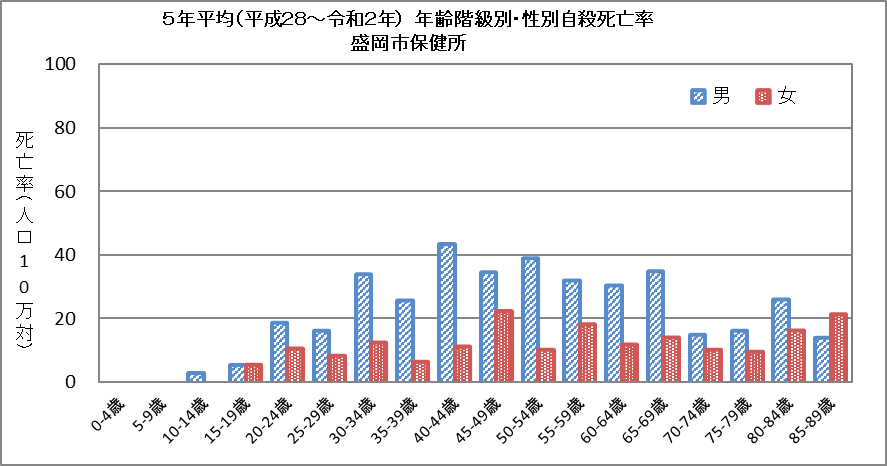 ５年平均(平成28～令和2年) 年齢階級別・性別自殺死亡率
盛岡市保健所
男 女
死亡率（人口１０万対）
100
80
60
40
20
0
0-4歳
5-9歳
10-14歳
15-19歳
20-24歳
25-29歳
30-34歳
35-39歳
40-44歳
45-49歳
50-54歳
55-59歳
60-64歳
65-69歳
70-74歳
75-79歳
80-84歳
85-89歳